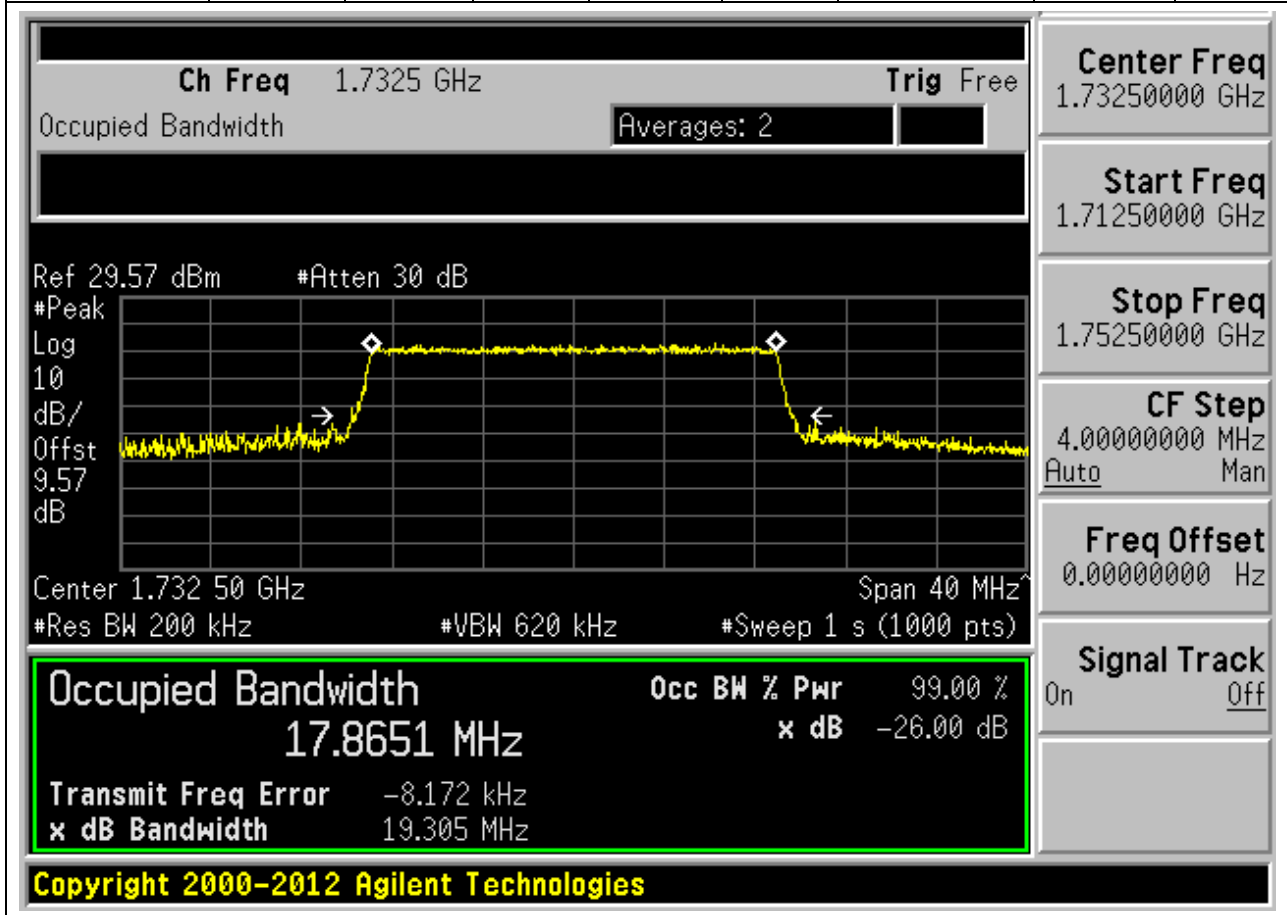 Ch Freq 1.7325 GHz Trig Free
Occupied Bandwidth Averages: 2
Ref 29.57 dBm #Atten 30 dB
#Peak
Log
10
dB/
Offst
9.57
dB
Center 1.732 50 GHz Span 40 MHz^
#Res BW 200 kHz #VBW 620 kHz #Sweep 1 s (1000 pts)
Occupied Bandwidth Occ BW % Pwr 99.00 %
17.8651 MHz x dB -26.00 dB
Transmit Freq Error -8.172 kHz
x dB Bandwidth 19.305 MHz
Copyright 2000-2012 Agilent Technologies
Center Freq
1.73250000 GHz
Start Freq
1.71250000 GHz
Stop Freq
1.75250000 GHz
CF Step
4.00000000 MHz
Auto Man
Freq Offset
0.00000000 Hz
Signal Track
On Off